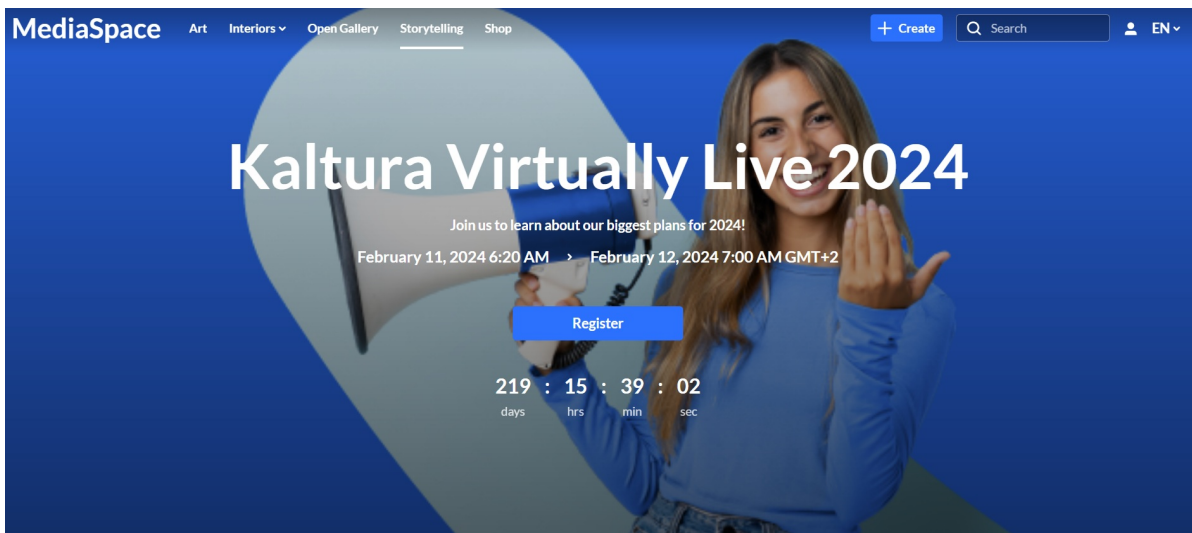 MediaSpace Art Interiors Open Gallery Storytelling Shop + Create Search EN
Kaltura Virtually Live 2024
Join us to learn about our biggest plans for 2024!
February 11, 2024 6:20 AM > February 12, 2024 7:00 AM GMT+2
Register
219 : 15 : 39 : 02
days hrs min sec